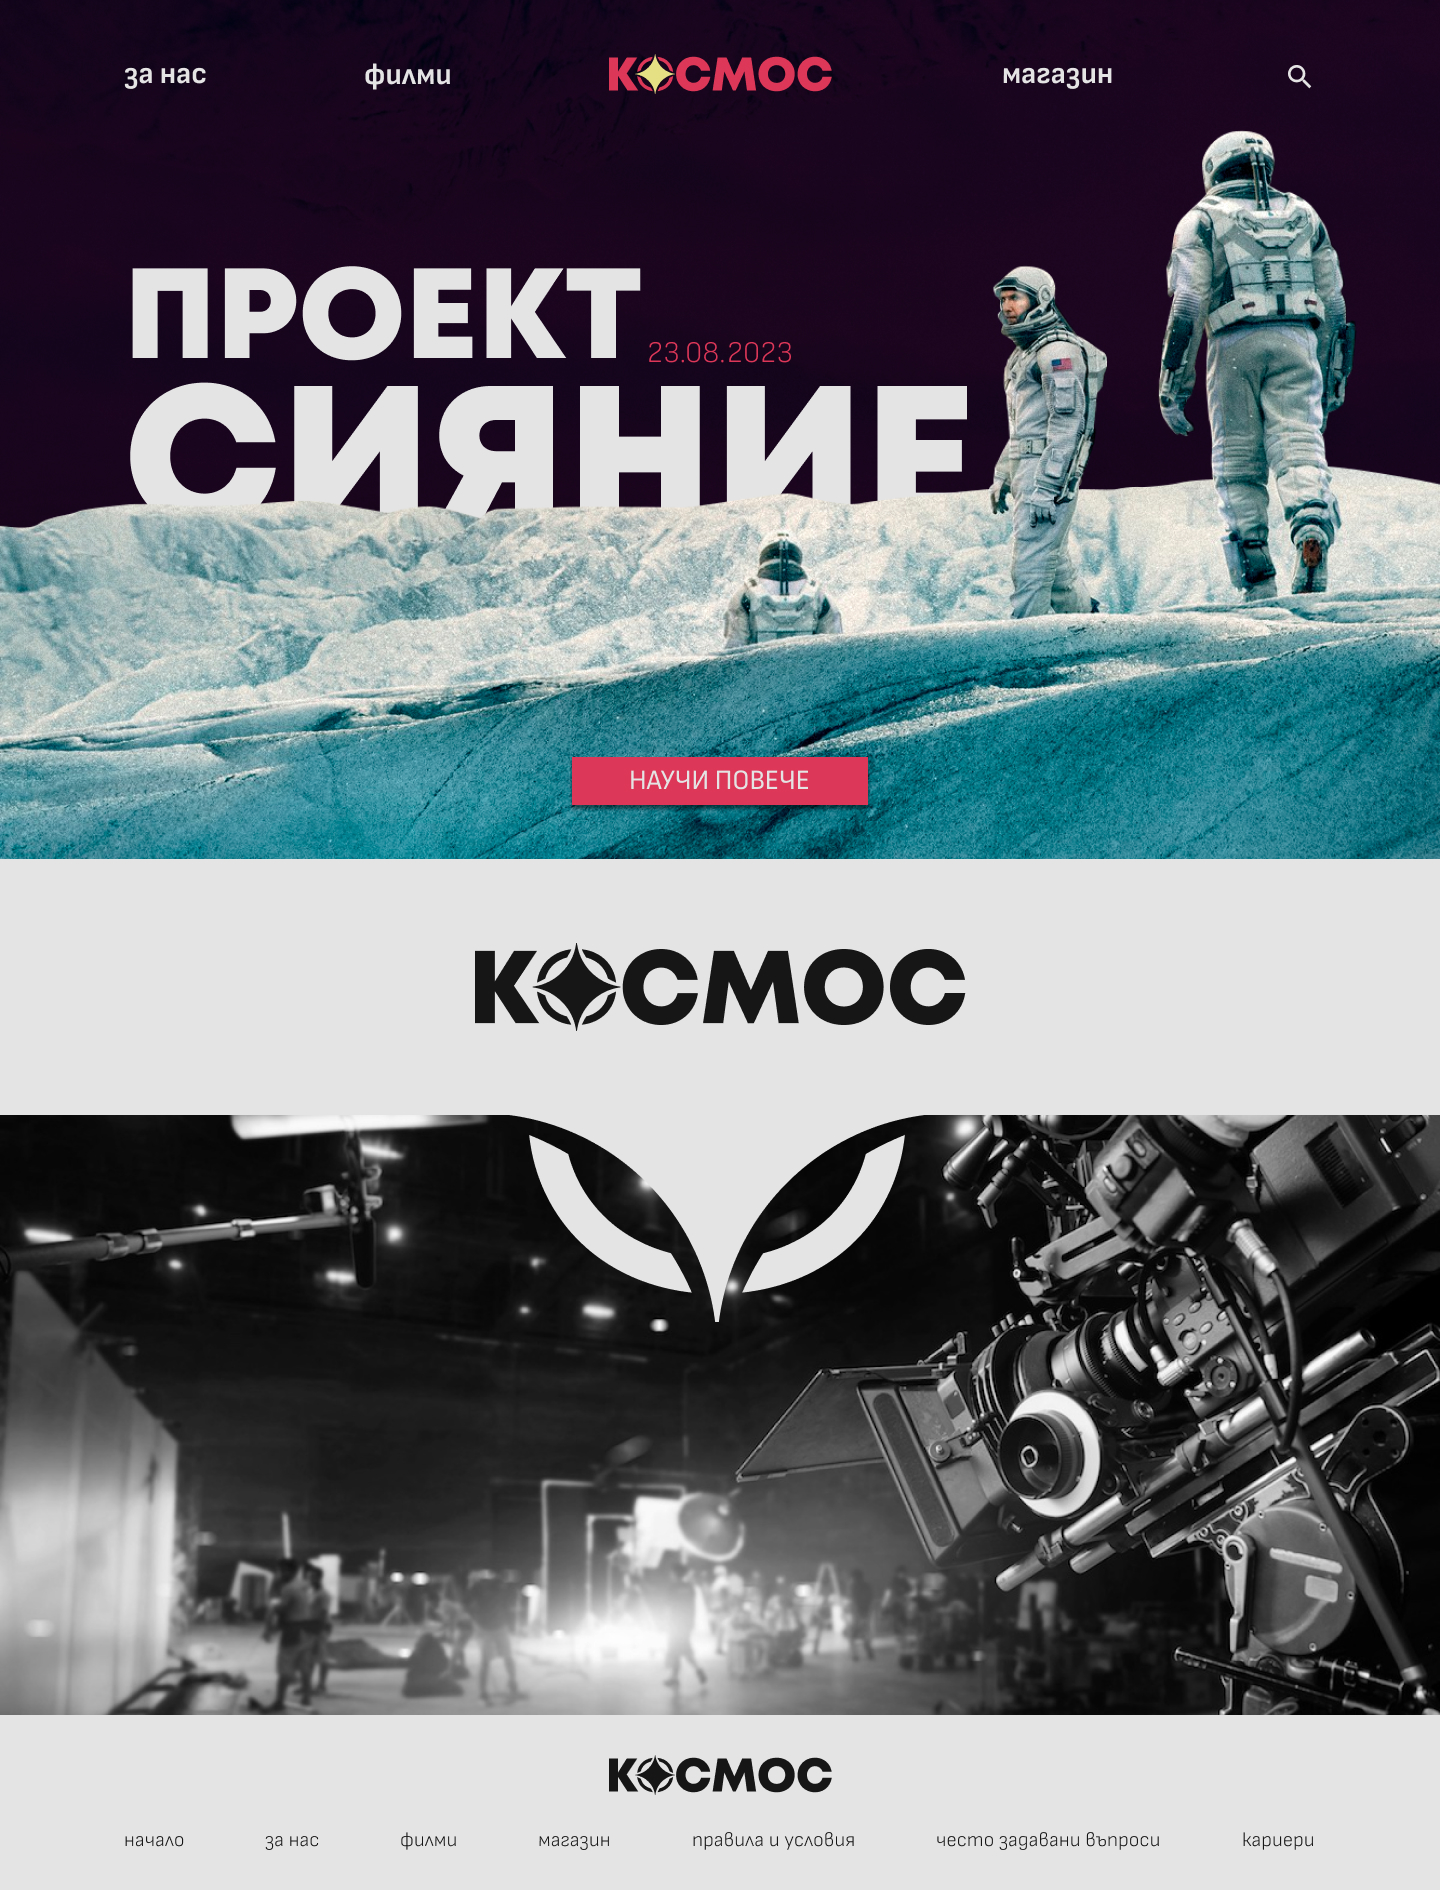 за нас
филми
КОСМОС
магазин
ПРОЕКТ
23.08.2023
СИЯНИЕ
НАУЧИ ПОВЕЧЕ
КОСМОС
КОСМОС
начало
за нас
филми
магазин
правила и условия
често задавани въпроси
кариери